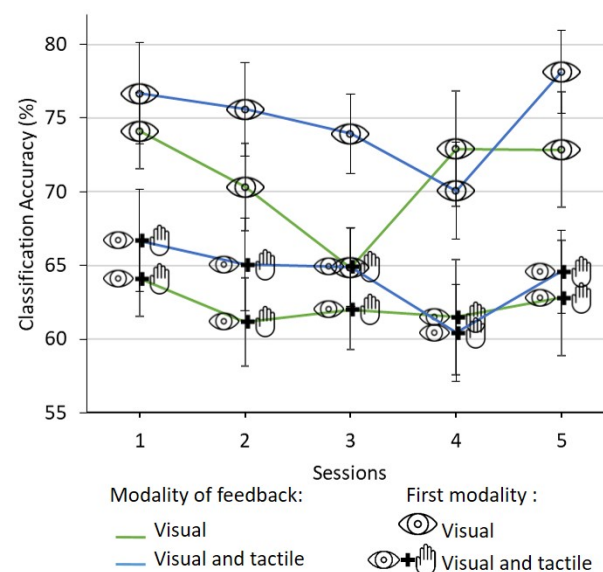 Classification Accuracy (%)
80
75
70
65
60
55
1 2 3 4 5
Sessions
Modality of feedback:
Visual
Visual and tactile
First modality :
Visual
Visual and tactile